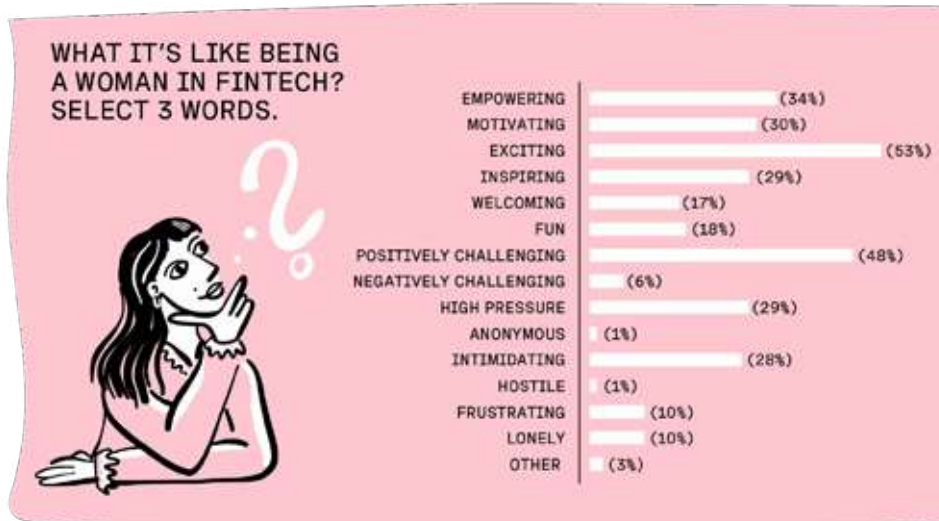 WHAT IT'S LIKE BEING
A WOMAN IN FINTECH?
SELECT 3 WORDS.
EMPOWERING (34%)
MOTIVATING (30%)
EXCITING (53%)
INSPIRING (29%)
WELCOMING (17%)
FUN (18%)
POSITIVELY CHALLENGING (48%)
NEGATIVELY CHALLENGING (6%)
HIGH PRESSURE (29%)
ANONYMOUS (1%)
INTIMIDATING (28%)
HOSTILE (1%)
FRUSTRATING (10%)
LONELY (10%)
OTHER (3%)